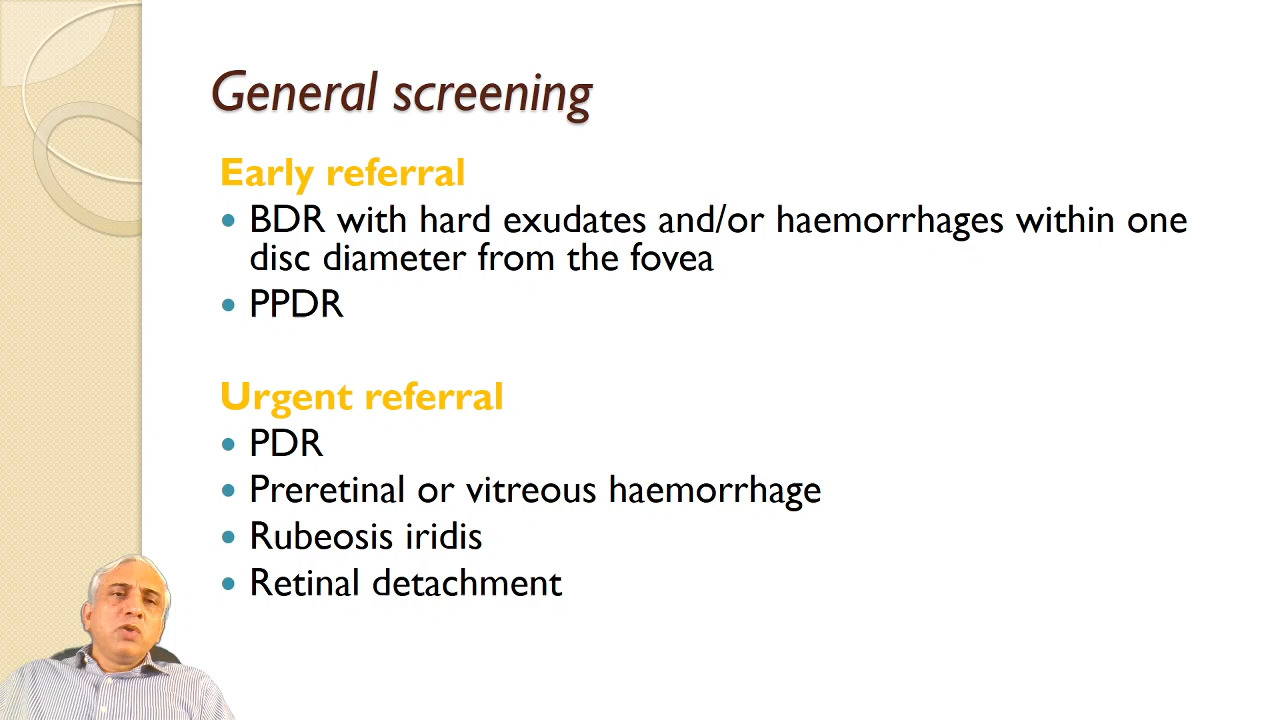 General screening
Early referral
• BDR with hard exudates and/or haemorrhages within one
disc diameter from the fovea
• PPDR
Urgent referral
• PDR
• Preretinal or vitreous haemorrhage
• Rubeosis iridis
• Retinal detachment